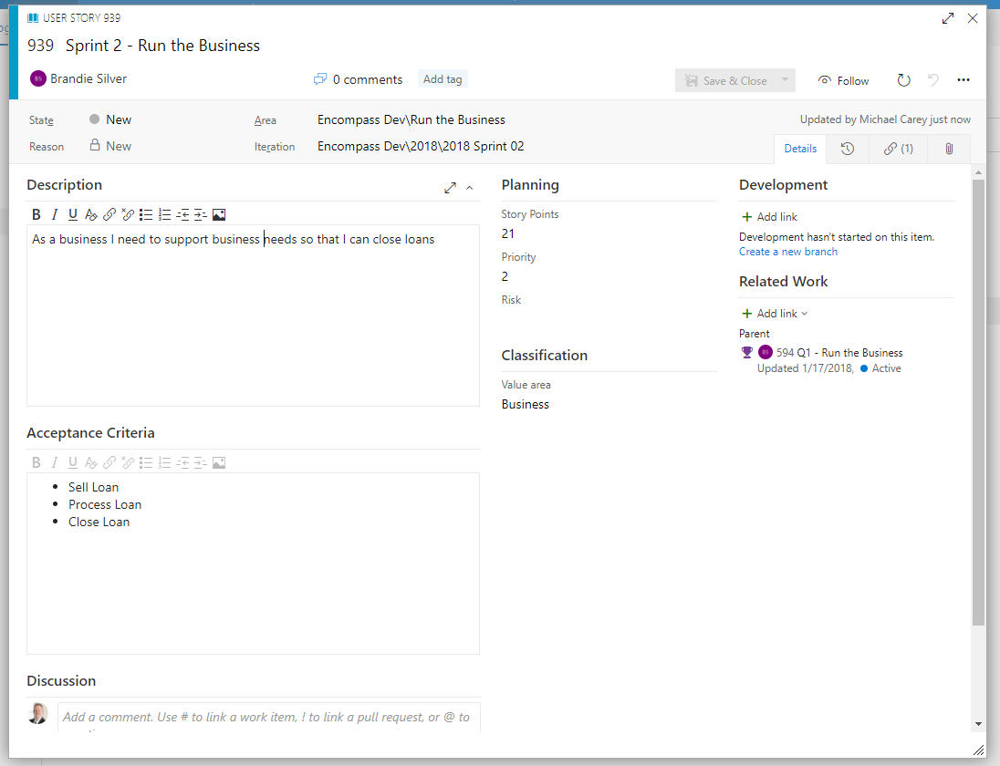 USER STORY 939
939 Sprint 2 - Run the Business
BS Brandie Silver
0 comments
Add tag
Save & Close
Follow
State
New
Area
Encompass Dev\Run the Business
Updated by Michael Carey just now
Reason
New
Iteration
Encompass Dev\2018\2018 Sprint 02
Details
(1)
Description
B I U
As a business I need to support business needs so that I can close loans
Acceptance Criteria
B I U
• Sell Loan
• Process Loan
• Close Loan
Discussion
Add a comment. Use # to link a work item, ! to link a pull request, or @ to
Planning
Story Points
21
Priority
2
Risk
Classification
Value area
Business
Development
+ Add link
Development hasn't started on this item.
Create a new branch
Related Work
+ Add link
Parent
BS 594 Q1 - Run the Business
Updated 1/17/2018, ● Active